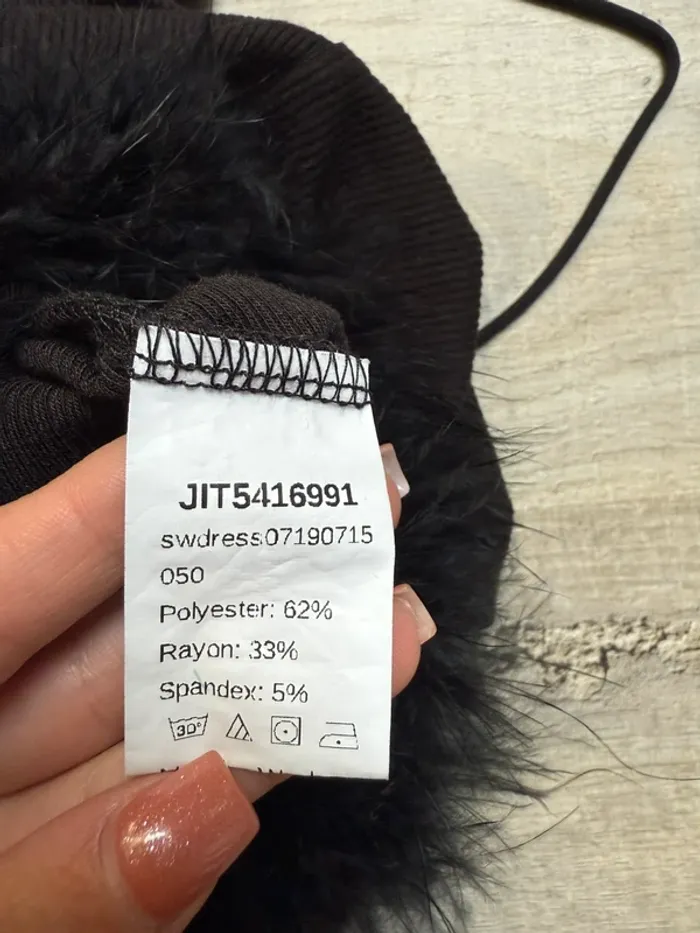 JIT5416991
swdress07190715
050
Polyester: 62%
Rayon: 33%
Spandex: 5%
30°